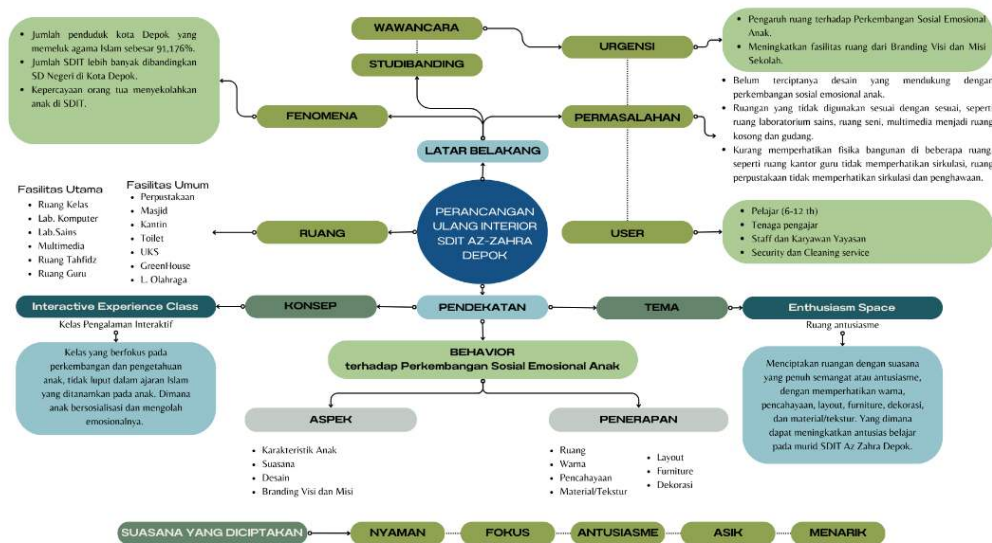 WAWANCARA
STUDIBANDING
URGENSI
• Pengaruh ruang terhadap Perkembangan Sosial Emosional
Anak.
• Meningkatkan fasilitas ruang dari Branding Visi dan Misi
Sekolah.
• Jumlah penduduk kota Depok yang
memeluk agama Islam sebesar 91,176%.
• Jumlah SDIT lebih banyak dibandingkan
SD Negeri di Kota Depok.
• Kepercayaan orang tua menyekolahkan
anak di SDIT.
FENOMENA
LATAR BELAKANG
PERMASALAHAN
• Belum terciptanya desain yang mendukung dengan
perkembangan sosial emosional anak.
• Ruangan yang tidak digunakan sesuai dengan sesuai, seperti
ruang laboratorium sains, ruang seni, multimedia menjadi ruang
kosong dan gudang.
• Kurang memperhatikan fisika bangunan di beberapa ruang,
seperti ruang kantor guru tidak memperhatikan sirkulasi, ruang
perpustakaan tidak memperhatikan sirkulasi dan penghawaan.
Fasilitas Utama
• Ruang Kelas
• Lab. Komputer
• Lab.Sains
• Multimedia
• Ruang Tahfidz
• Ruang Guru
Fasilitas Umum
• Perpustakaan
• Masjid
• Kantin
• Toilet
• UKS
• GreenHouse
• L. Olahraga
RUANG
PERANCANGAN
ULANG INTERIOR
SDIT AZ-ZAHRA
DEPOK
USER
• Pelajar (6-12 th)
• Tenaga pengajar
• Staff dan Karyawan Yayasan
• Security dan Cleaning service
Interactive Experience Class
KONSEP
PENDEKATAN
TEMA
Enthusiasm Space
Kelas Pengalaman Interaktif
Ruang antusiasme
Kelas yang berfokus pada
perkembangan dan pengetahuan
anak, tidak luput dalam ajaran Islam
yang ditanamkan pada anak. Dimana
anak bersosialisasi dan mengolah
emosionalnya.
BEHAVIOR
terhadap Perkembangan Sosial Emosional Anak
Menciptakan ruangan dengan suasana
yang penuh semangat atau antusiasme,
dengan memperhatikan warna,
pencahayaan, layout, furniture, dekorasi,
dan material/tekstur. Yang dimana
dapat meningkatkan antusias belajar
pada murid SDIT Az Zahra Depok.
ASPEK
• Karakteristik Anak
• Suasana
• Desain
• Branding Visi dan Misi
PENERAPAN
• Ruang
• Warna
• Pencahayaan
• Material/Tekstur
• Layout
• Furniture
• Dekorasi
SUASANA YANG DICIPTAKAN
NYAMAN
FOKUS
ANTUSIASME
ASIK
MENARIK